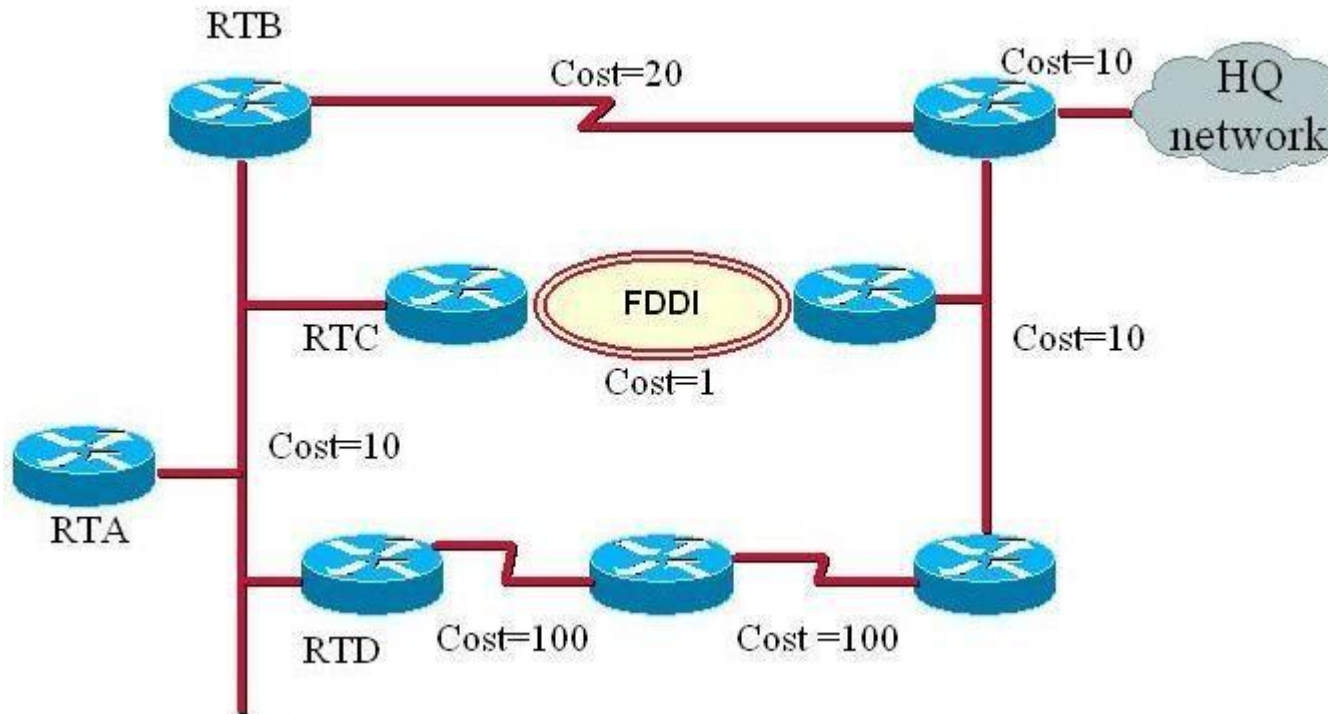 RTB
Cost=20
Cost=10
HQ
network
RTC
FDDI
Cost=1
Cost=10
RTA
Cost=10
RTD
Cost=100
Cost =100